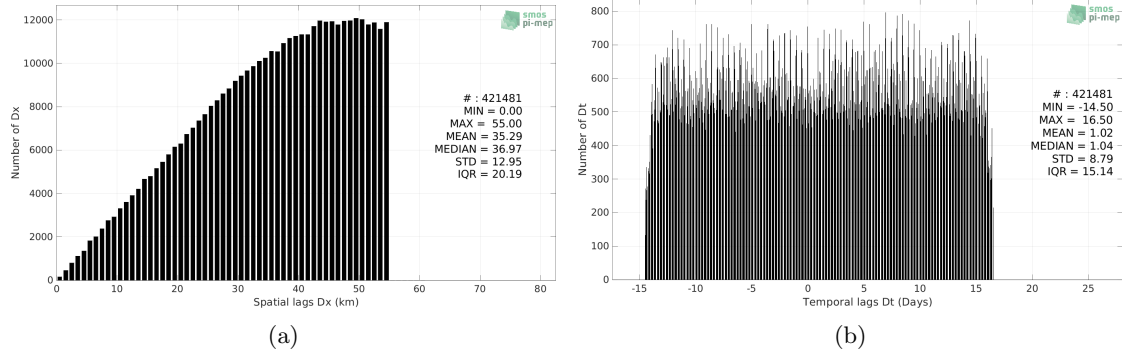 12000
10000
8000
6000
4000
2000
0
Number of Dx
0 10 20 30 40 50 60 70 80
Spatial lags Dx (km)
smos
pi-mep
# : 421481
MIN = 0.00
MAX = 55.00
MEAN = 35.29
MEDIAN = 36.97
STD = 12.95
IQR = 20.19
(a)
800
700
600
500
400
300
200
100
0
Number of Dt
-15 -10 -5 0 5 10 15 20 25
Temporal lags Dt (Days)
smos
pi-mep
# : 421481
MIN = -14.50
MAX = 16.50
MEAN = 1.02
MEDIAN = 1.04
STD = 8.79
IQR = 15.14
(b)